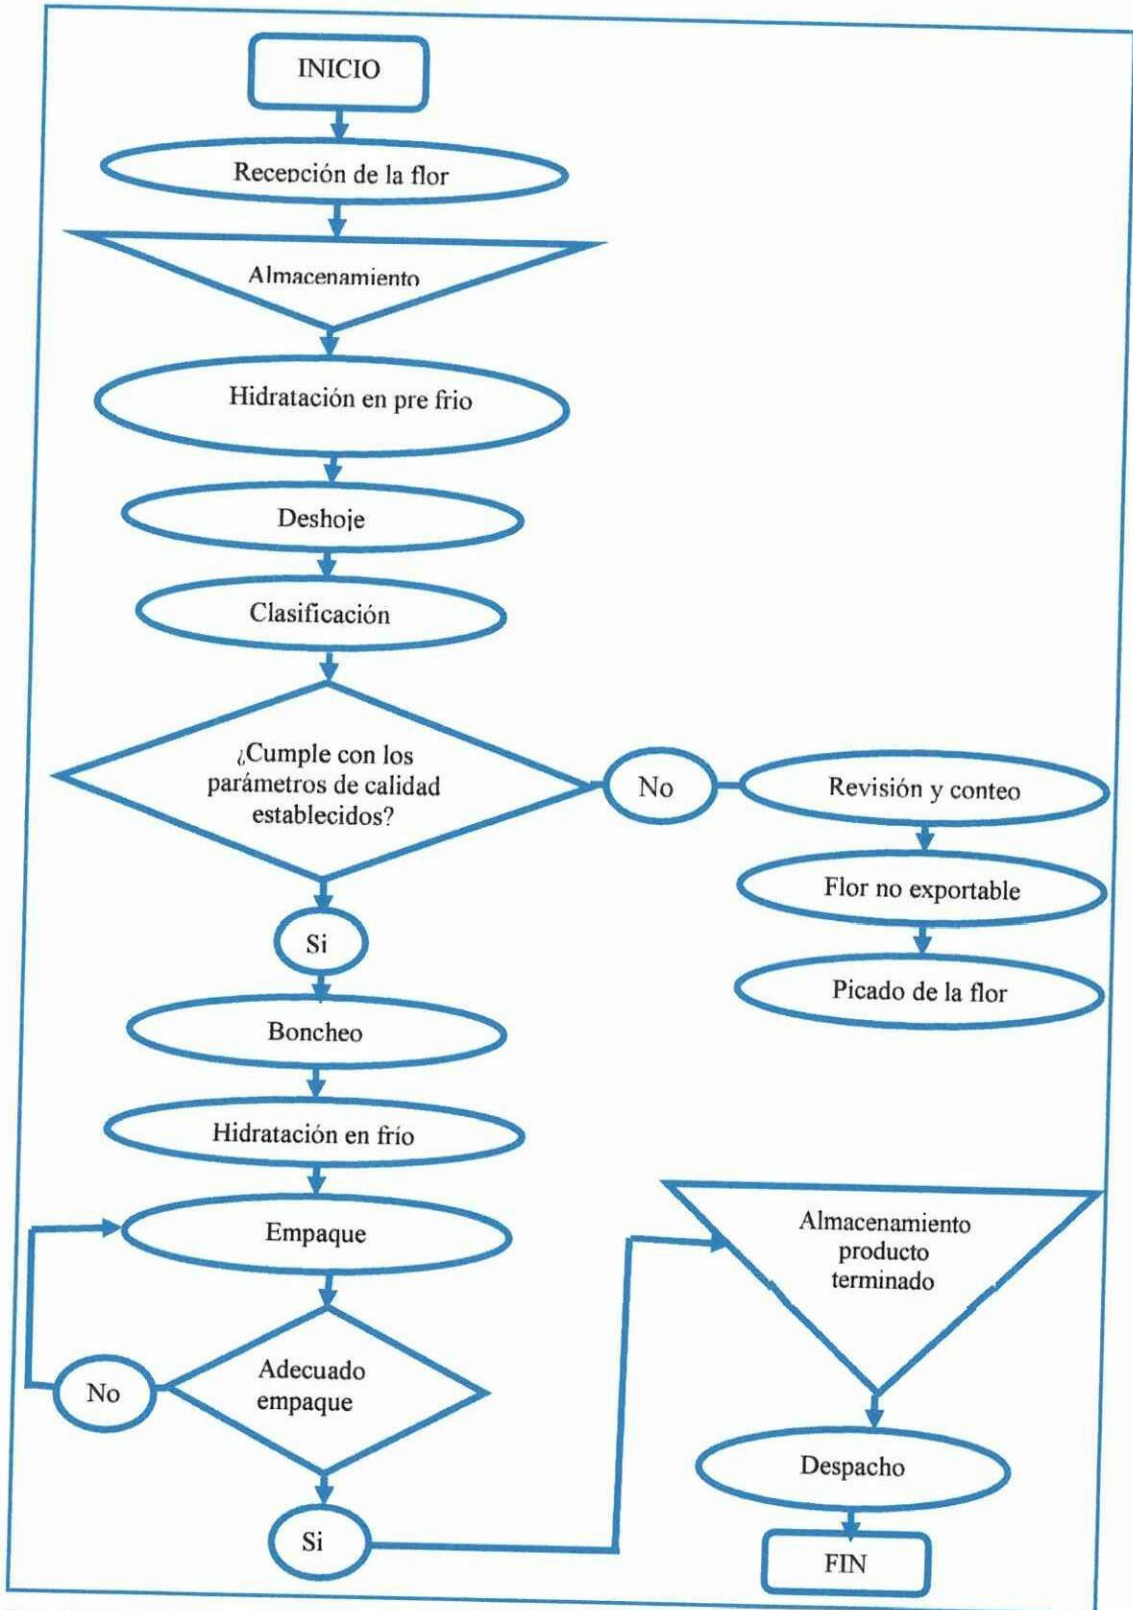 INICIO
Recepción de la flor
Almacenamiento
Hidratación en pre frio
Deshoje
Clasificación
¿Cumple con los
parámetros de calidad
establecidos?
No
Revisión y conteo
Flor no exportable
Picado de la flor
Si
Boncheo
Hidratación en frío
Empaque
Adecuado
empaque
No
Si
Almacenamiento
producto
terminado
Despacho
FIN